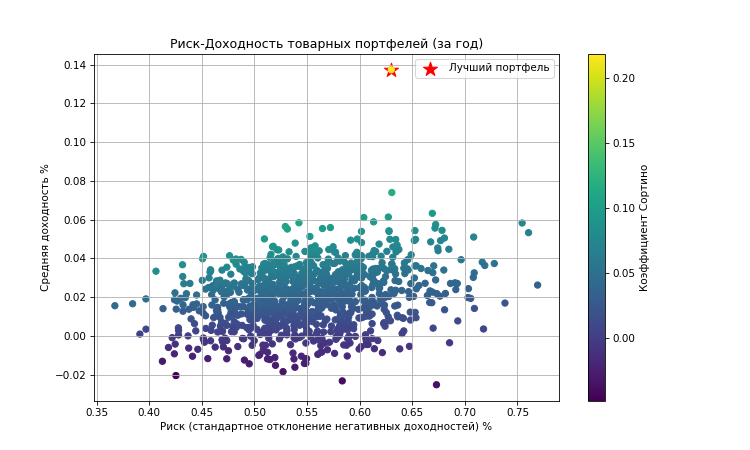 Риск-Доходность товарных портфелей (за год)
Лучший портфель
Средняя доходность %
0.14
0.12
0.10
0.08
0.06
0.04
0.02
0.00
−0.02
0.35 0.40 0.45 0.50 0.55 0.60 0.65 0.70 0.75
Риск (стандартное отклонение негативных доходностей) %
0.20
0.15
0.10
0.05
0.00
Коэффициент Сортино